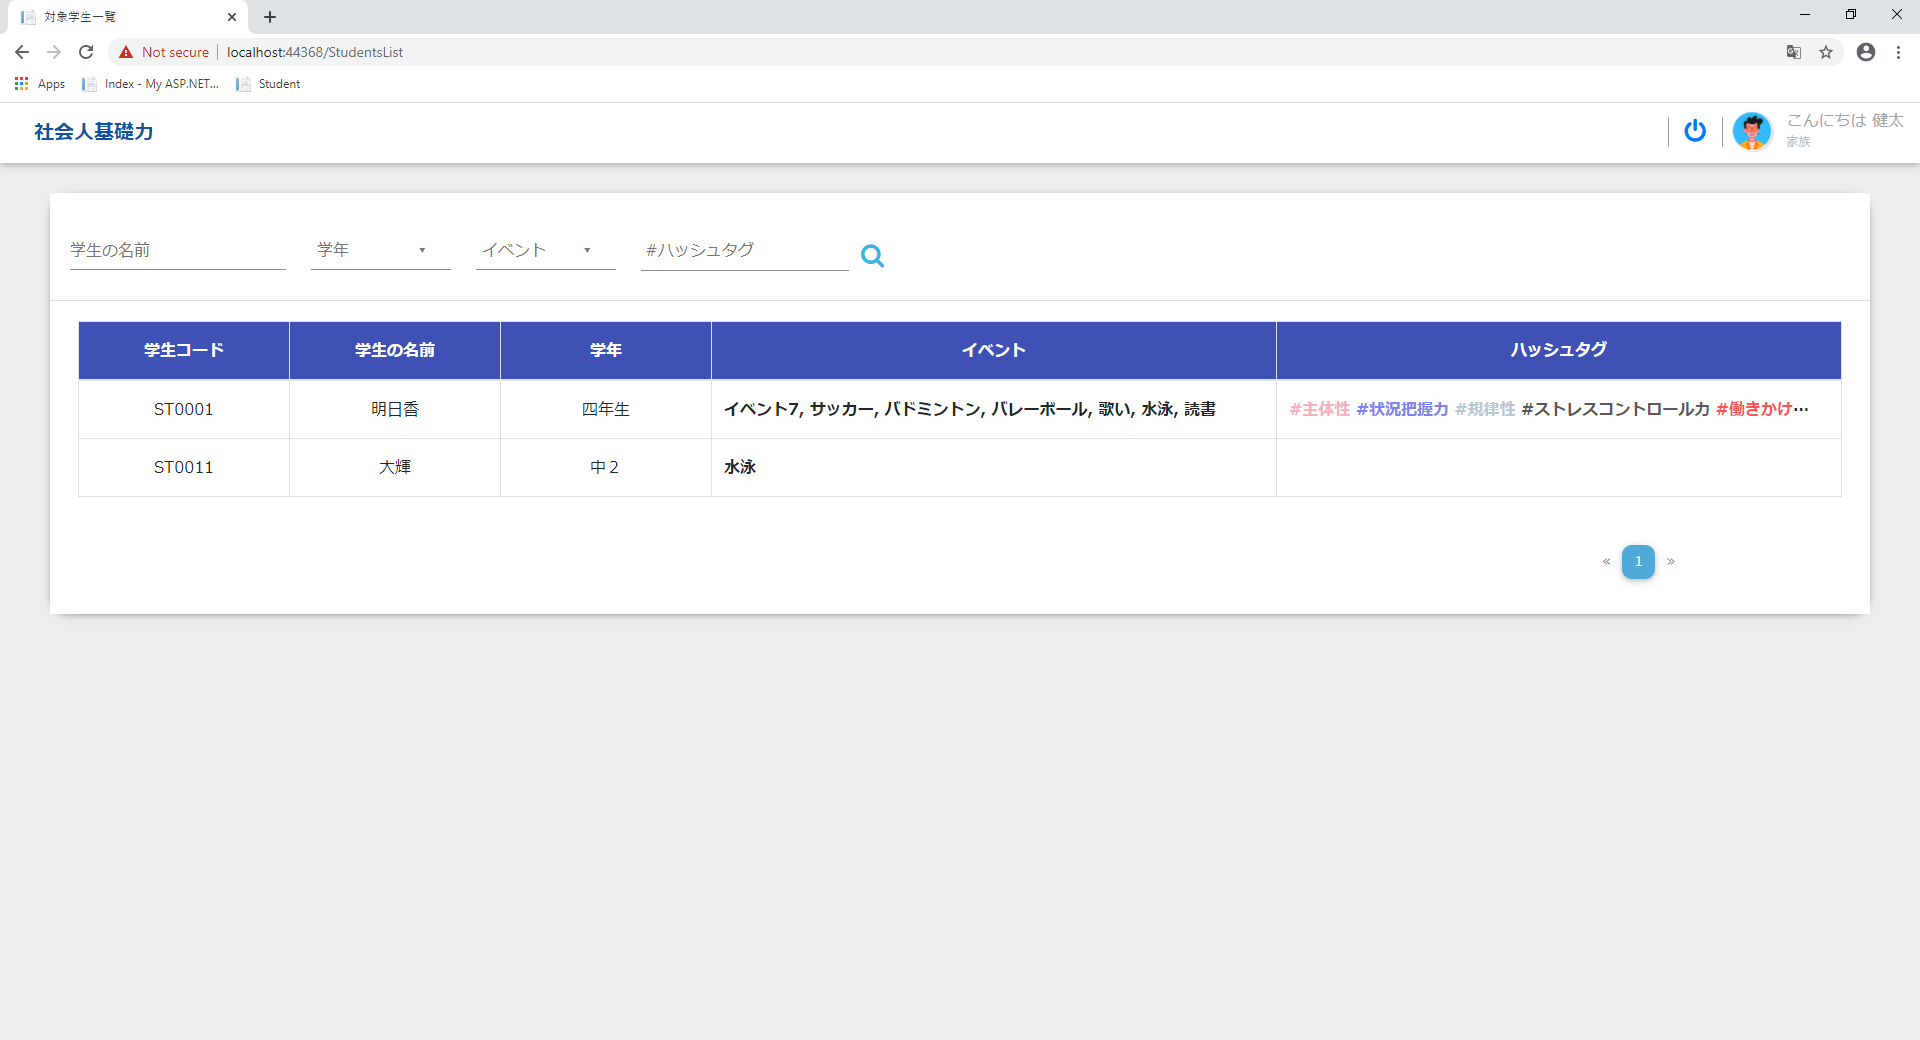 対象学生一覧
Not secure localhost:44368/StudentsList
Apps Index - My ASP.NET... Student
社会人基礎力
こんにちは 健太
家族
学生の名前 学年 イベント #ハッシュタグ
学生コード 学生の名前 学年 イベント ハッシュタグ
ST0001 明日香 四年生 イベント7, サッカー, バドミントン, バレーボール, 歌い, 水泳, 読書 #主体性 #状況把握力 #規律性 #ストレスコントロールカ #働きかけ…
ST0011 大輝 中２ 水泳
« 1 »